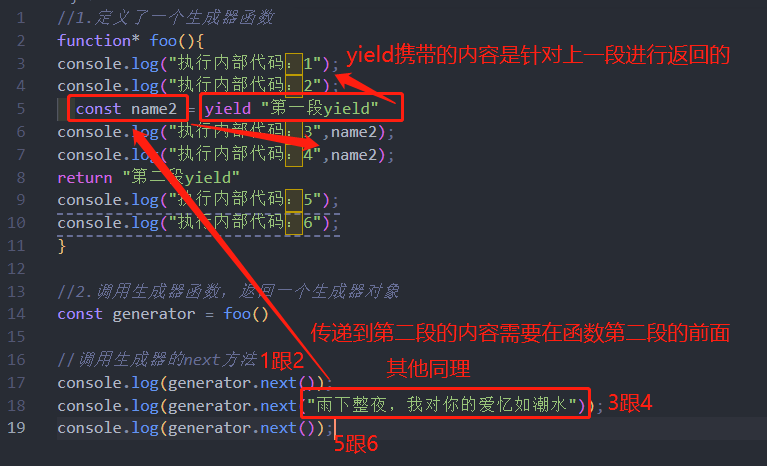 1 //1.定义了一个生成器函数
2 function* foo(){
3 console.log("执行内部代码：1");
yield携带的内容是针对上一段进行返回的
4 console.log("执行内部代码：2");
5 const name2 = yield "第一段yield"
6 console.log("执行内部代码：3",name2);
7 console.log("执行内部代码：4",name2);
8 return "第二段yield"
9 console.log("执行内部代码：5");
10 console.log("执行内部代码：6");
11 }
12
13 //2.调用生成器函数，返回一个生成器对象
14 const generator = foo()
15
传递到第二段的内容需要在函数第二段的前面
其他同理
16 //调用生成器的next方法 1跟2
17 console.log(generator.next());
18 console.log(generator.next("雨下整夜，我对你的爱忆如潮水")); 3跟4
19 console.log(generator.next());
5跟6